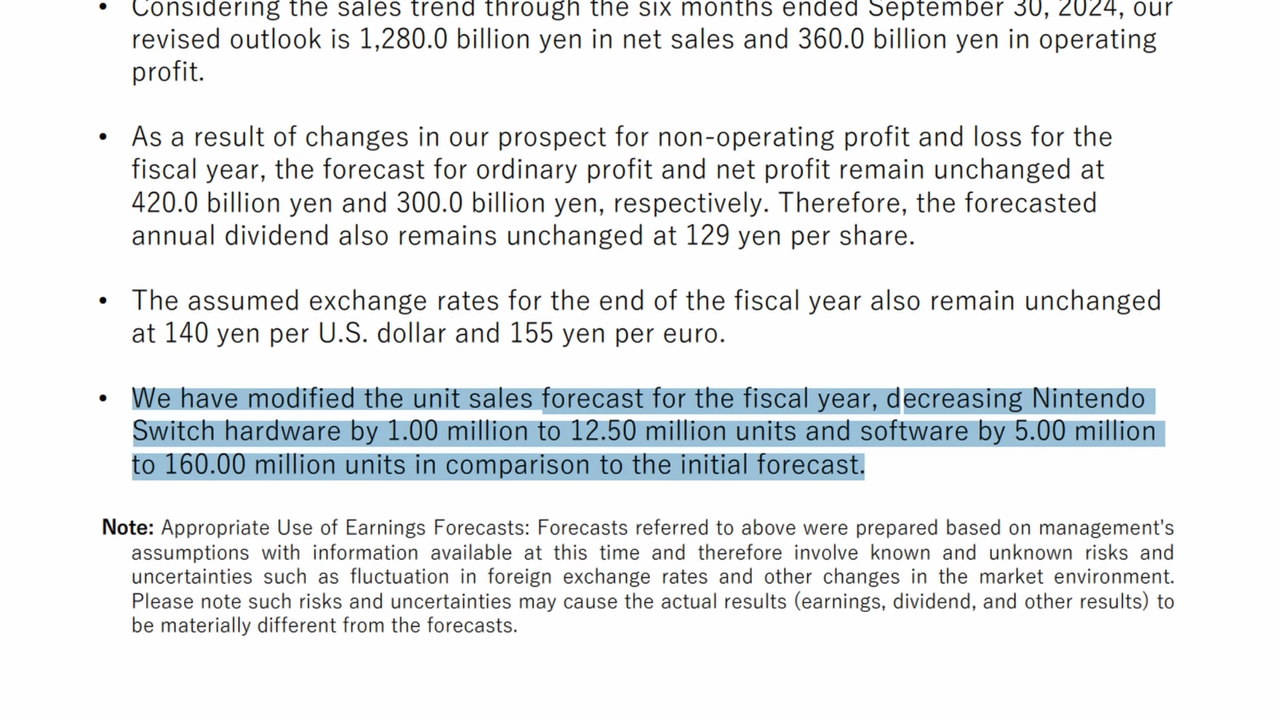 • Considering the sales trend through the six months ended September 30, 2024, our
revised outlook is 1,280.0 billion yen in net sales and 360.0 billion yen in operating
profit.
• As a result of changes in our prospect for non-operating profit and loss for the
fiscal year, the forecast for ordinary profit and net profit remain unchanged at
420.0 billion yen and 300.0 billion yen, respectively. Therefore, the forecasted
annual dividend also remains unchanged at 129 yen per share.
• The assumed exchange rates for the end of the fiscal year also remain unchanged
at 140 yen per U.S. dollar and 155 yen per euro.
• We have modified the unit sales forecast for the fiscal year, decreasing Nintendo
Switch hardware by 1.00 million to 12.50 million units and software by 5.00 million
to 160.00 million units in comparison to the initial forecast.
Note: Appropriate Use of Earnings Forecasts: Forecasts referred to above were prepared based on management's
assumptions with information available at this time and therefore involve known and unknown risks and
uncertainties such as fluctuation in foreign exchange rates and other changes in the market environment.
Please note such risks and uncertainties may cause the actual results (earnings, dividend, and other results) to
be materially different from the forecasts.